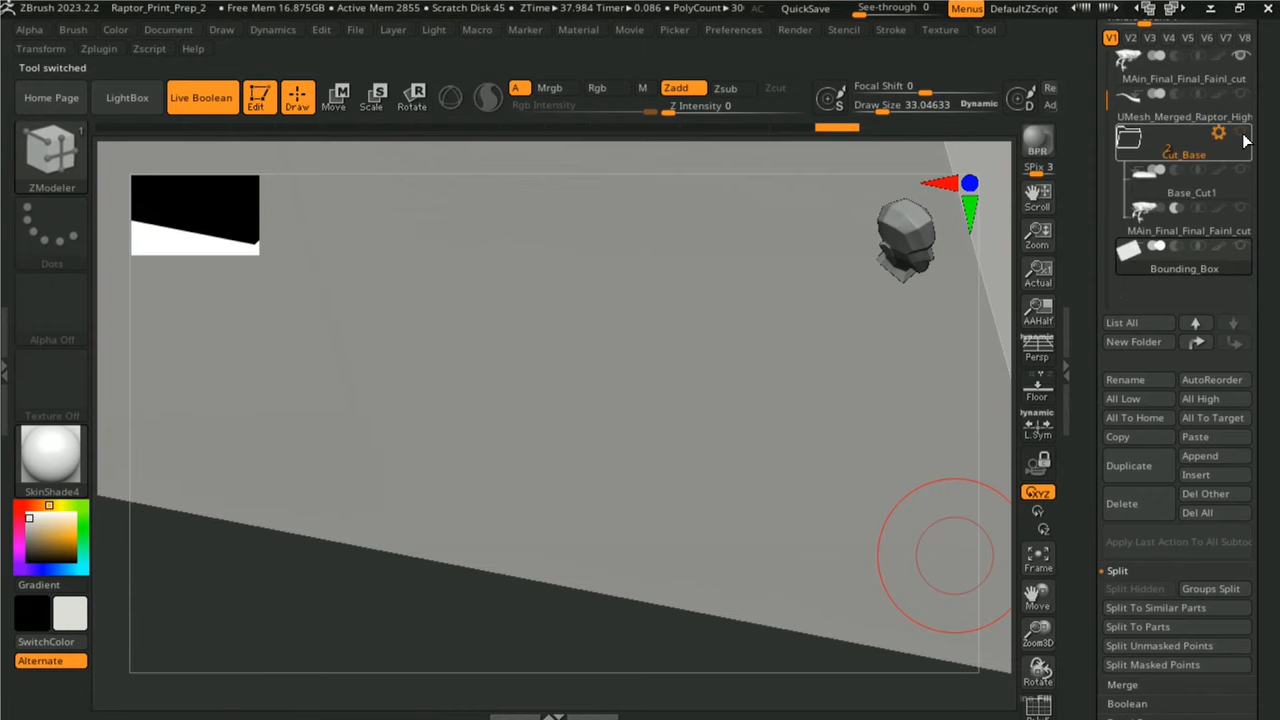 ZBrush 2023.2.2 Raptor_Print_Prep_2 • Free Mem 16.875GB • Active Mem 2855 • Scratch Disk 45 • ZTime▸37.984 Timer▸0.086 • PolyCount▸30 AC QuickSave See-through 0 Menus DefaultZScript
Alpha Brush Color Document Draw Dynamics Edit File Layer Light Macro Marker Material Movie Picker Preferences Render Stencil Stroke Texture Tool
Transform Zplugin Zscript Help
Tool switched
Home Page LightBox Live Boolean Edit Draw Move Scale Rotate
A Mrgb Rgb M Zadd Zsub Zcut
Rgb Intensity Z Intensity 0
S Focal Shift 0
Draw Size 33.04633 Dynamic
D Re
Ad
1
ZModeler
Dots
Alpha Off
Texture Off
SkinShade4
Gradient
SwitchColor
Alternate
BPR
SPix 3
Scroll
Zoom
Actual
AAHalf
Dynamic
Persp
Floor
Dynamic
L.Sym
XYZ
Y
Z
Frame
Move
Zoom3D
Rotate
V1 V2 V3 V4 V5 V6 V7 V8
MAin_Final_Final_Fainl_cut
UMesh_Merged_Raptor_High
2
Cut_Base
Base_Cut1
MAin_Final_Final_Fainl_cut
Bounding_Box
List All
New Folder
Rename AutoReorder
All Low All High
All To Home All To Target
Copy Paste
Duplicate Append
Insert
Delete Del Other
Del All
Apply Last Action To All Subtoo
Split
Split Hidden Groups Split
Split To Similar Parts
Split To Parts
Split Unmasked Points
Split Masked Points
Merge
Boolean